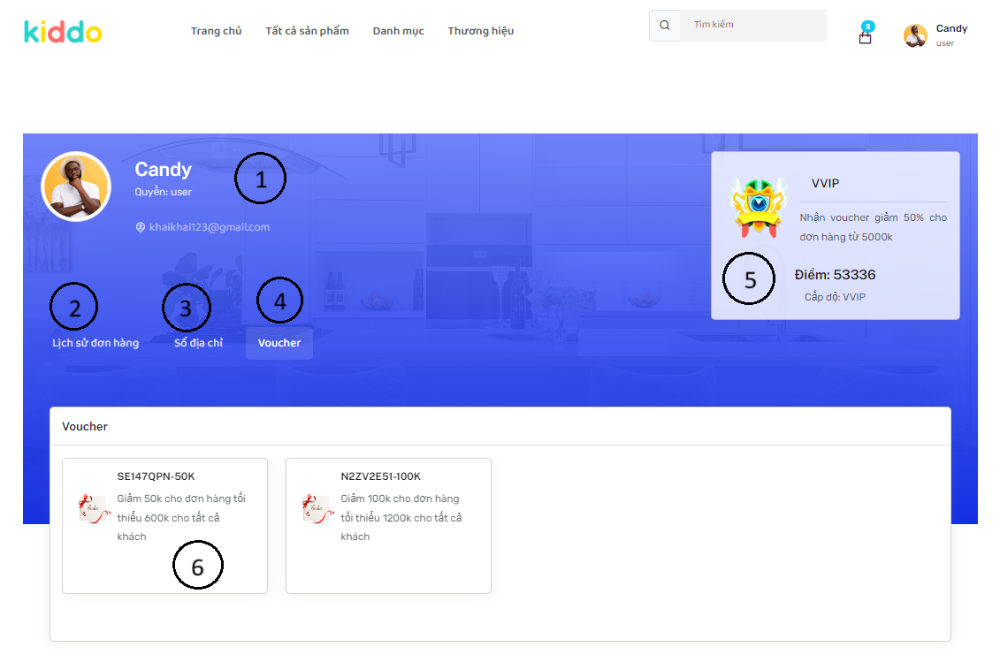 kiddo
Trang chủ
Tất cả sản phẩm
Danh mục
Thương hiệu
Tìm kiếm
2
Candy
user
Candy
1
Quyền: user
khaikhai123@gmail.com
VVIP
Nhận voucher giảm 50% cho
đơn hàng từ 5000k
5
Điểm: 53336
Cấp độ: VVIP
2
3
4
Lịch sử đơn hàng
Sổ địa chỉ
Voucher
Voucher
SE147QPN-50K
Giảm 50k cho đơn hàng tối
thiểu 600k cho tất cả
khách
6
N2ZV2E51-100K
Giảm 100k cho đơn hàng
tối thiểu 1200k cho tất cả
khách